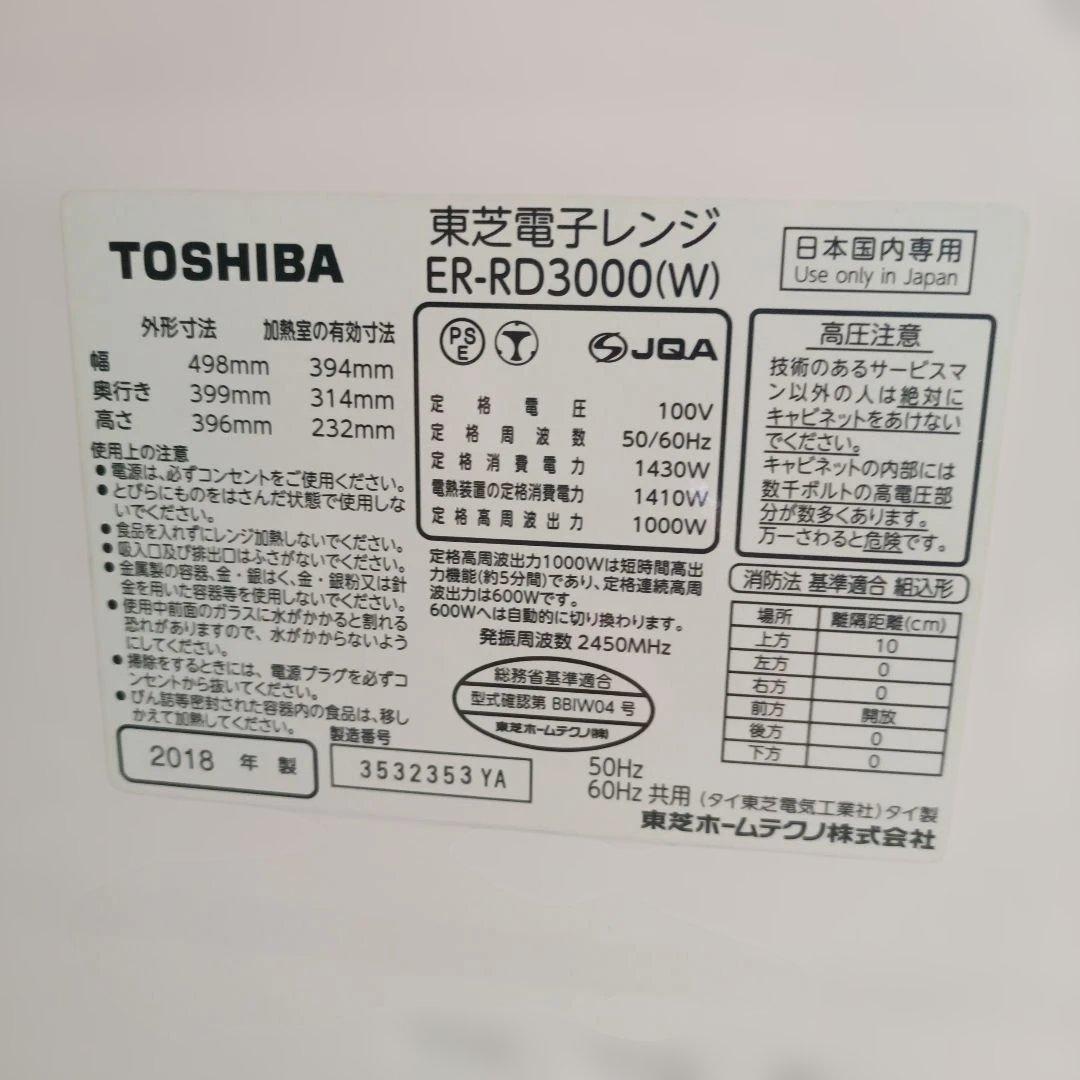 TOSHIBA
東芝電子レンジ
ER-RD3000(W)
日本国内専用
Use only in Japan
外形寸法 加熱室の有効寸法
幅 498mm 394mm
奥行き 399mm 314mm
高さ 396mm 232mm
使用上の注意
●電源は、必ずコンセントをご使用ください。
●とびらにものをはさんだ状態で使用しな
いでください。
●食品を入れずにレンジ加熱しないでください。
●吸入口及び排出口はふさがないでください。
●金属製の容器、金・銀はく、金・銀粉又は針
金を用いた容器等を使用しないでください。
●使用中前面のガラスに水がかかると割れる
恐れがありますので、水がかからないよう
にしてください。
●掃除をするときには、電源プラグを必ずコ
ンセントから抜いてください。
●びん詰等密封された容器内の食品は、移し
かえて加熱してください。
2018 年 製
製造番号
3532353YA
PS
E
JQA
定格電圧 100V
定格周波数 50/60Hz
定格消費電力 1430W
電熱装置の定格消費電力 1410W
定格高周波出力 1000W
定格高周波出力1000Wは短時間高出
力機能(約5分間)であり、定格連続高周
波出力は600Wです。
600Wへは自動的に切り換わります。
発振周波数 2450MHz
総務省基準適合
型式確認第 BBIW04 号
東芝ホームテクノ(株)
50Hz
60Hz 共用 (タイ東芝電気工業社)タイ製
東芝ホームテクノ株式会社
高圧注意
技術のあるサービスマ
ン以外の人は絶対に
キャビネットをあけない
でください。
キャビネットの内部には
数千ボルトの高電圧部
分が数多くあります。
万一さわると危険です。
消防法 基準適合 組込形
場所 離隔距離(cm)
上方 10
左方 0
右方 0
前方 開放
後方 0
下方 0